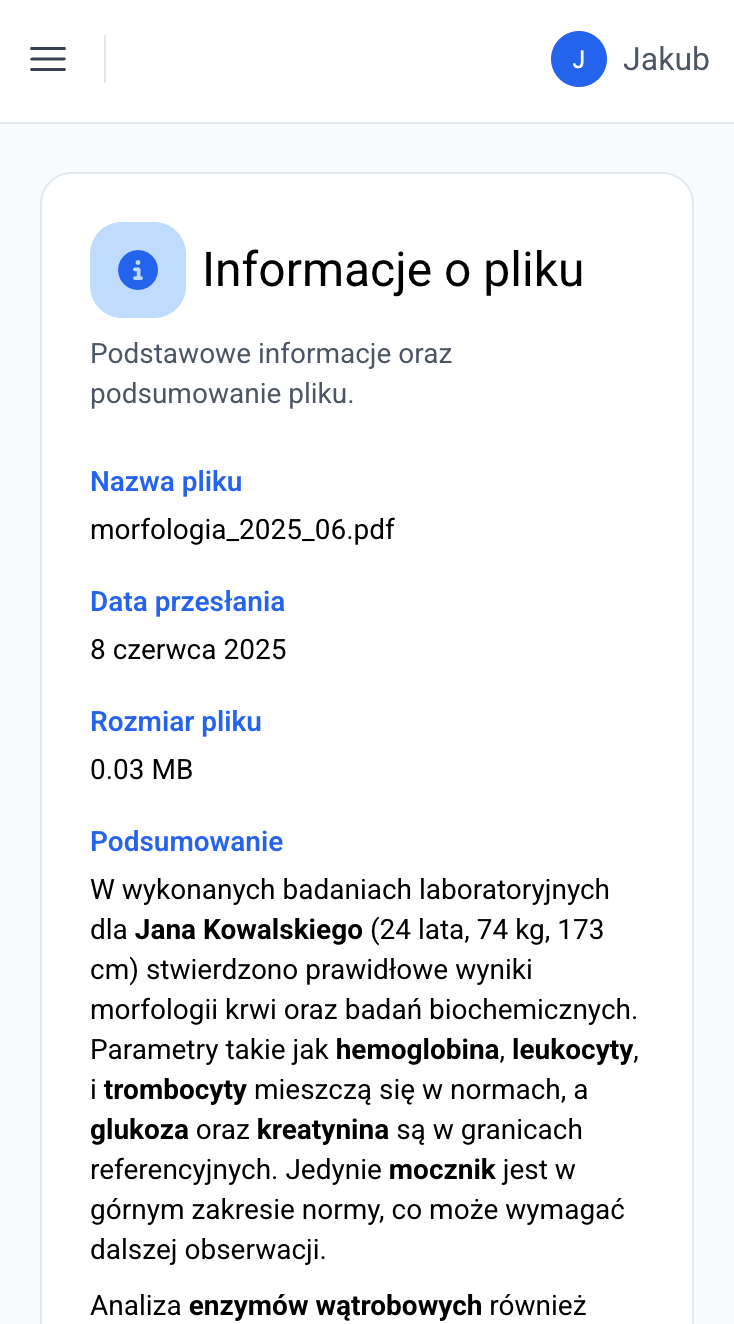 J Jakub
Informacje o pliku
Podstawowe informacje oraz
podsumowanie pliku.
Nazwa pliku
morfologia_2025_06.pdf
Data przesłania
8 czerwca 2025
Rozmiar pliku
0.03 MB
Podsumowanie
W wykonanych badaniach laboratoryjnych
dla Jana Kowalskiego (24 lata, 74 kg, 173
cm) stwierdzono prawidłowe wyniki
morfologii krwi oraz badań biochemicznych.
Parametry takie jak hemoglobina, leukocyty,
i trombocyty mieszczą się w normach, a
glukoza oraz kreatynina są w granicach
referencyjnych. Jedynie mocznik jest w
górnym zakresie normy, co może wymagać
dalszej obserwacji.
Analiza enzymów wątrobowych również